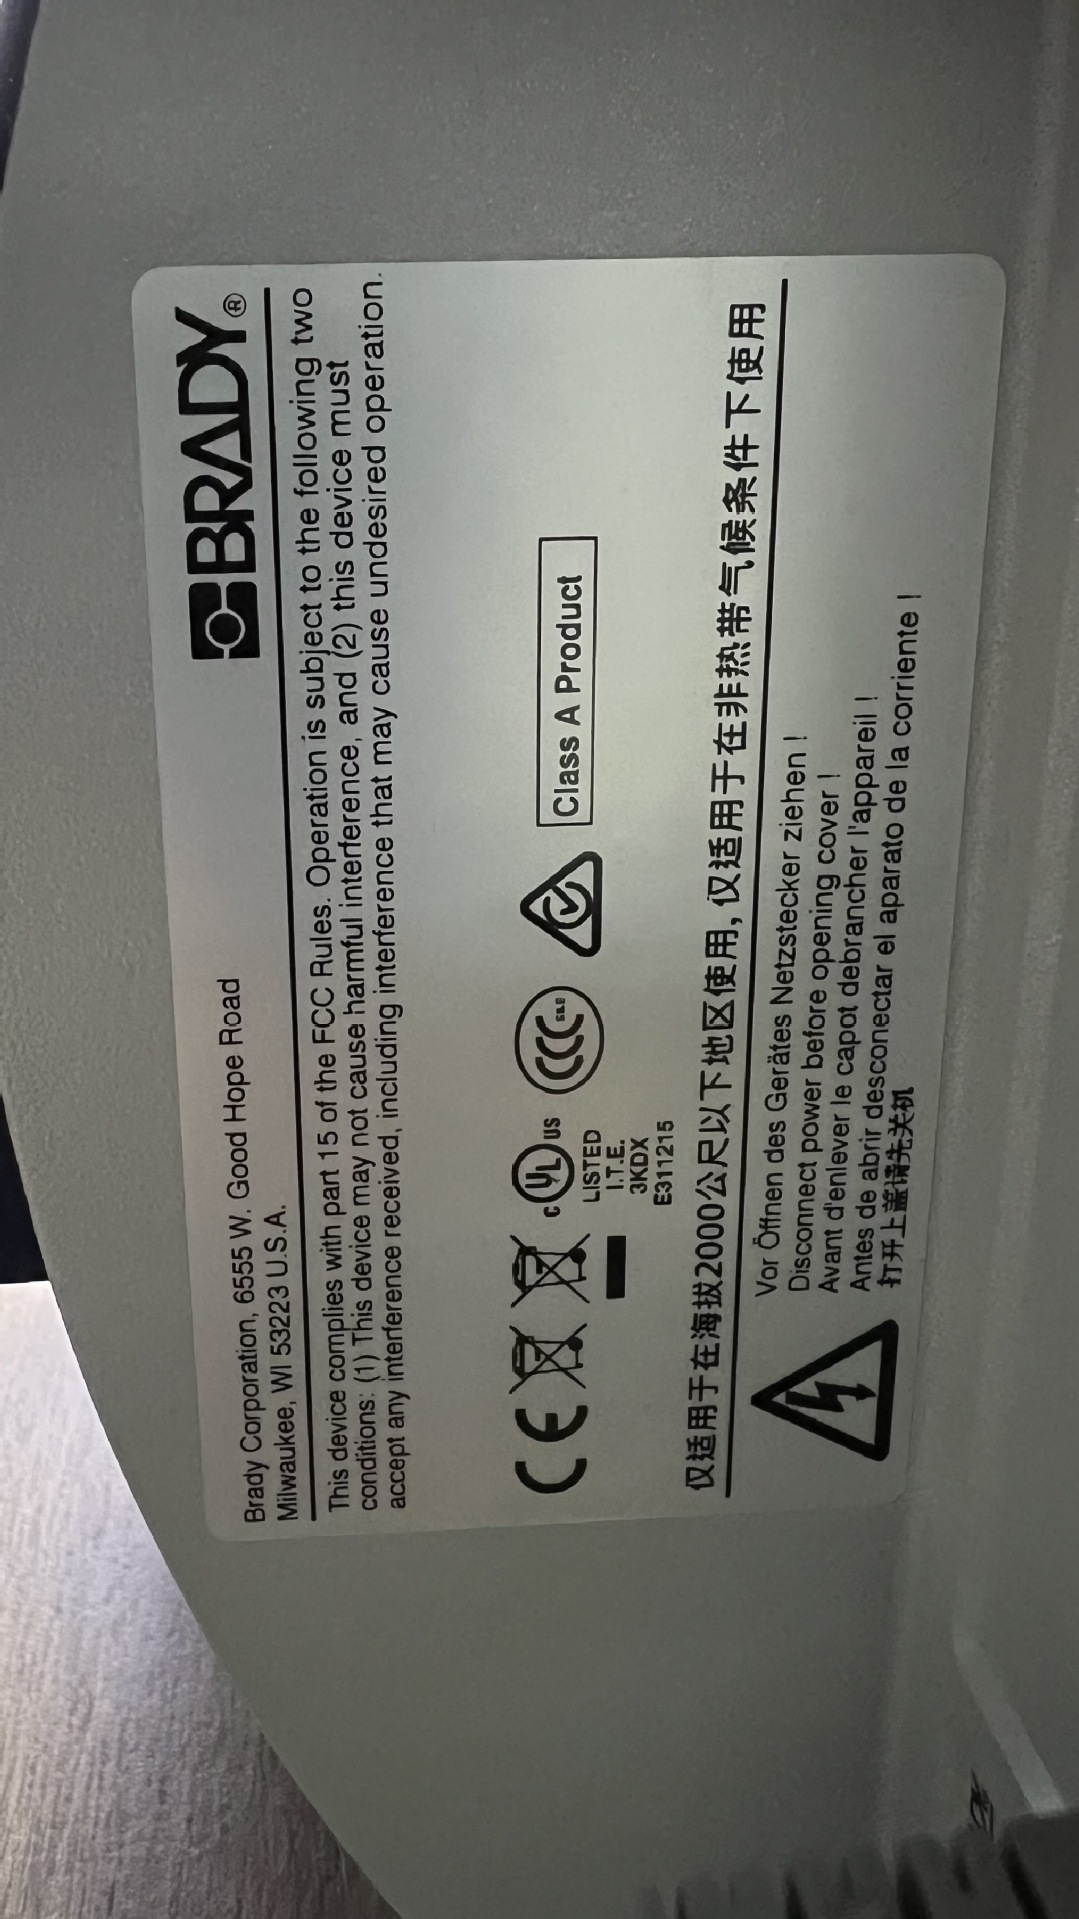 Brady Corporation, 6555 W. Good Hope Road
Milwaukee, WI 53223 U.S.A.
BRADY®
This device complies with part 15 of the FCC Rules. Operation is subject to the following two
conditions: (1) This device may not cause harmful interference, and (2) this device must
accept any interference received, including interference that may cause undesired operation.
CE
c UL US
LISTED
I.T.E.
3KDX
E311215
CCC
S&E
Class A Product
仅适用于在海拔2000公尺以下地区使用, 仅适用于在非热带气候条件下使用
Vor Öffnen des Gerätes Netzstecker ziehen !
Disconnect power before opening cover !
Avant d'enlever le capot debrancher l'appareil !
Antes de abrir desconectar el aparato de la corriente !
打开上盖请先关机